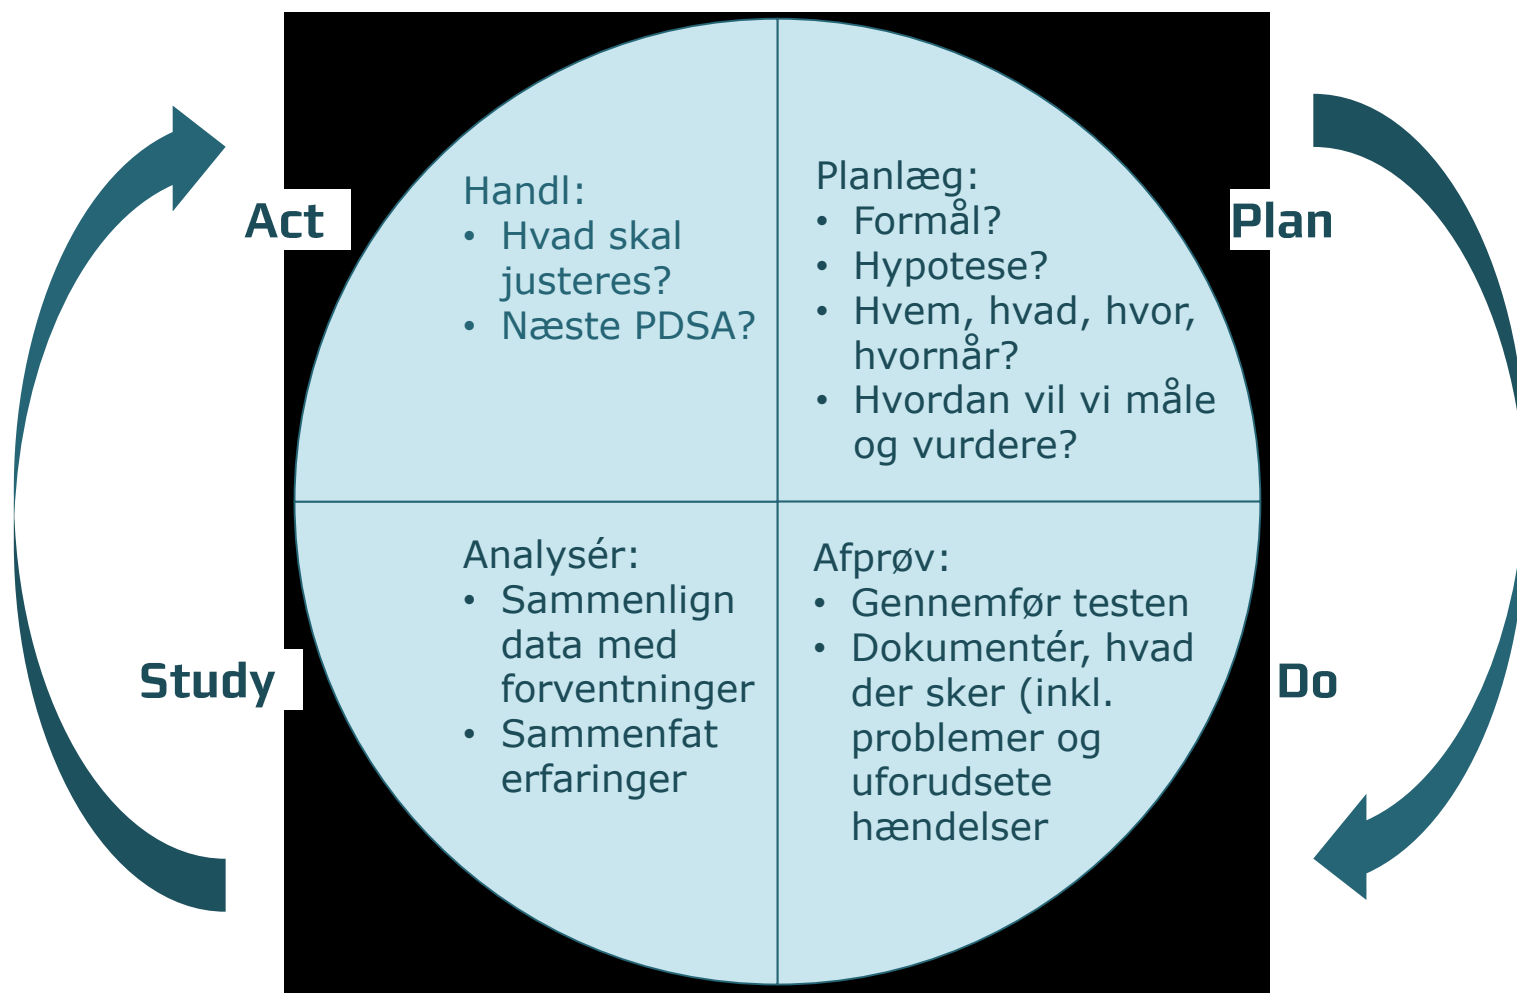 Act
Handl:
• Hvad skal
justeres?
• Næste PDSA?
Plan
Planlæg:
• Formål?
• Hypotese?
• Hvem, hvad, hvor,
hvornår?
• Hvordan vil vi måle
og vurdere?
Study
Analysér:
• Sammenlign
data med
forventninger
• Sammenfat
erfaringer
Do
Afprøv:
• Gennemfør testen
• Dokumentér, hvad
der sker (inkl.
problemer og
uforudsete
hændelser